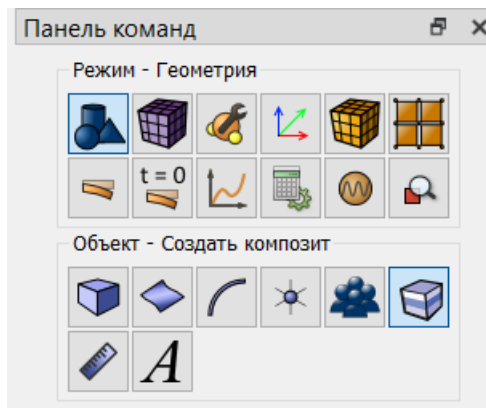 Панель команд
Режим - Геометрия
t = 0
Объект - Создать композит
A